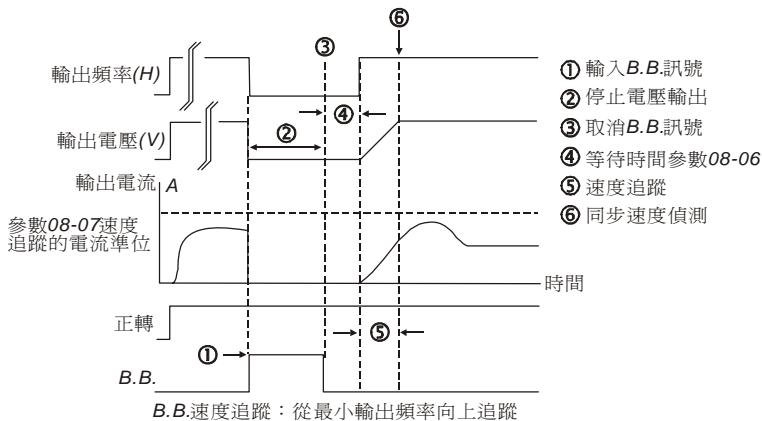 ⑥
③
輸出頻率(H)
④
②
輸出電壓(V)
輸出電流 A
參數08-07速度
追蹤的電流準位
時間
正轉
⑤
①
B.B.
B.B.速度追蹤：從最小輸出頻率向上追蹤
① 輸入B.B.訊號
② 停止電壓輸出
③ 取消B.B.訊號
④ 等待時間參數08-06
⑤ 速度追蹤
⑥ 同步速度偵測